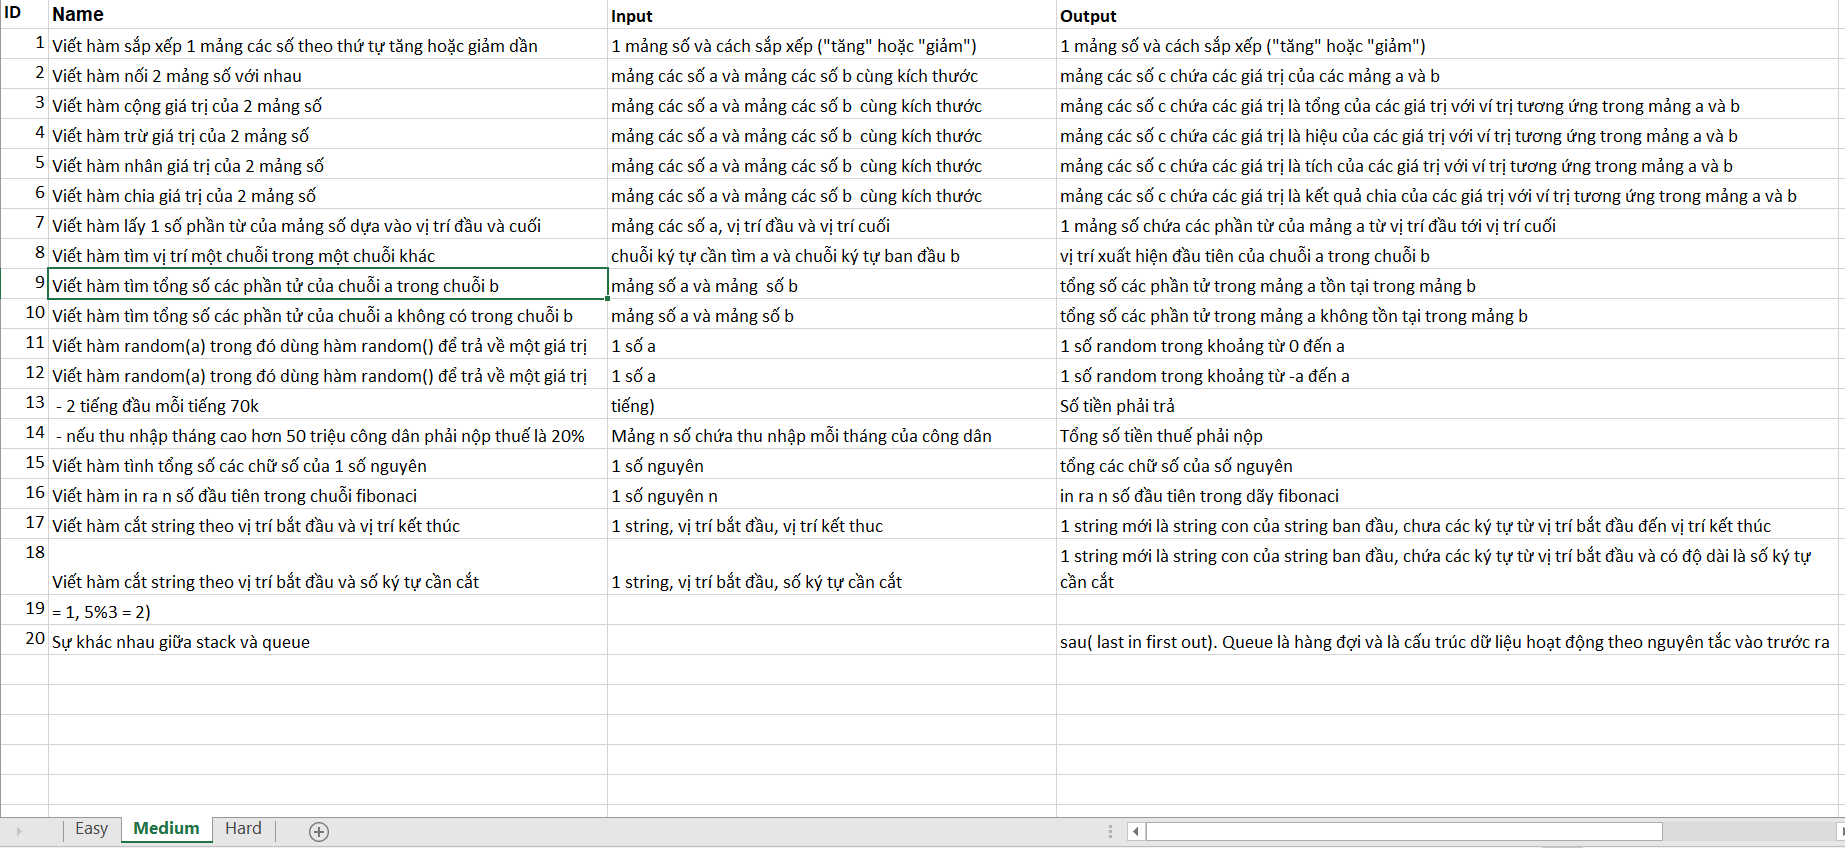 ID Name Input Output
1 Viết hàm sắp xếp 1 mảng các số theo thứ tự tăng hoặc giảm dần 1 mảng số và cách sắp xếp ("tăng" hoặc "giảm") 1 mảng số và cách sắp xếp ("tăng" hoặc "giảm")
2 Viết hàm nối 2 mảng số với nhau mảng các số a và mảng các số b cùng kích thước mảng các số c chứa các giá trị của các mảng a và b
3 Viết hàm cộng giá trị của 2 mảng số mảng các số a và mảng các số b  cùng kích thước mảng các số c chứa các giá trị là tổng của các giá trị với ví trị tương ứng trong mảng a và b
4 Viết hàm trừ giá trị của 2 mảng số mảng các số a và mảng các số b  cùng kích thước mảng các số c chứa các giá trị là hiệu của các giá trị với ví trị tương ứng trong mảng a và b
5 Viết hàm nhân giá trị của 2 mảng số mảng các số a và mảng các số b  cùng kích thước mảng các số c chứa các giá trị là tích của các giá trị với ví trị tương ứng trong mảng a và b
6 Viết hàm chia giá trị của 2 mảng số mảng các số a và mảng các số b  cùng kích thước mảng các số c chứa các giá trị là kết quả chia của các giá trị với ví trị tương ứng trong mảng a và b
7 Viết hàm lấy 1 số phần từ của mảng số dựa vào vị trí đầu và cuối mảng các số a, vị trí đầu và vị trí cuối 1 mảng số chứa các phần từ của mảng a từ vị trí đầu tới vị trí cuối
8 Viết hàm tìm vị trí một chuỗi trong một chuỗi khác chuỗi ký tự cần tìm a và chuỗi ký tự ban đầu b vị trí xuất hiện đầu tiên của chuỗi a trong chuỗi b
9 Viết hàm tìm tổng số các phần tử của chuỗi a trong chuỗi b mảng số a và mảng  số b tổng số các phần tử trong mảng a tồn tại trong mảng b
10 Viết hàm tìm tổng số các phần tử của chuỗi a không có trong chuỗi b mảng số a và mảng số b tổng số các phần tử trong mảng a không tồn tại trong mảng b
11 Viết hàm random(a) trong đó dùng hàm random() để trả về một giá trị 1 số a 1 số random trong khoảng từ 0 đến a
12 Viết hàm random(a) trong đó dùng hàm random() để trả về một giá trị 1 số a 1 số random trong khoảng từ -a đến a
13 - 2 tiếng đầu mỗi tiếng 70k tiếng) Số tiền phải trả
14 - nếu thu nhập tháng cao hơn 50 triệu công dân phải nộp thuế là 20% Mảng n số chứa thu nhập mỗi tháng của công dân Tổng số tiền thuế phải nộp
15 Viết hàm tình tổng số các chữ số của 1 số nguyên 1 số nguyên tổng các chữ số của số nguyên
16 Viết hàm in ra n số đầu tiên trong chuỗi fibonaci 1 số nguyên n in ra n số đầu tiên trong dãy fibonaci
17 Viết hàm cắt string theo vị trí bắt đầu và vị trí kết thúc 1 string, vị trí bắt đầu, vị trí kết thuc 1 string mới là string con của string ban đầu, chưa các ký tự từ vị trí bắt đầu đến vị trí kết thúc
18 1 string mới là string con của string ban đầu, chứa các ký tự từ vị trí bắt đầu và có độ dài là số ký tự
Viết hàm cắt string theo vị trí bắt đầu và số ký tự cần cắt 1 string, vị trí bắt đầu, số ký tự cần cắt cần cắt
19 = 1, 5%3 = 2)
20 Sự khác nhau giữa stack và queue sau( last in first out). Queue là hàng đợi và là cấu trúc dữ liệu hoạt động theo nguyên tắc vào trước ra
Easy Medium Hard